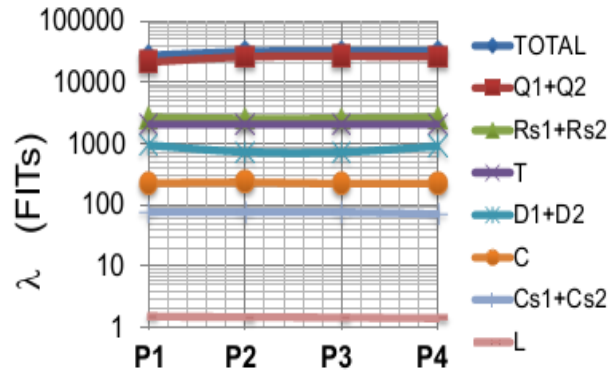 100000
10000
1000
100
10
1
λ (FITs)
P1 P2 P3 P4
TOTAL
Q1+Q2
Rs1+Rs2
T
D1+D2
C
Cs1+Cs2
L